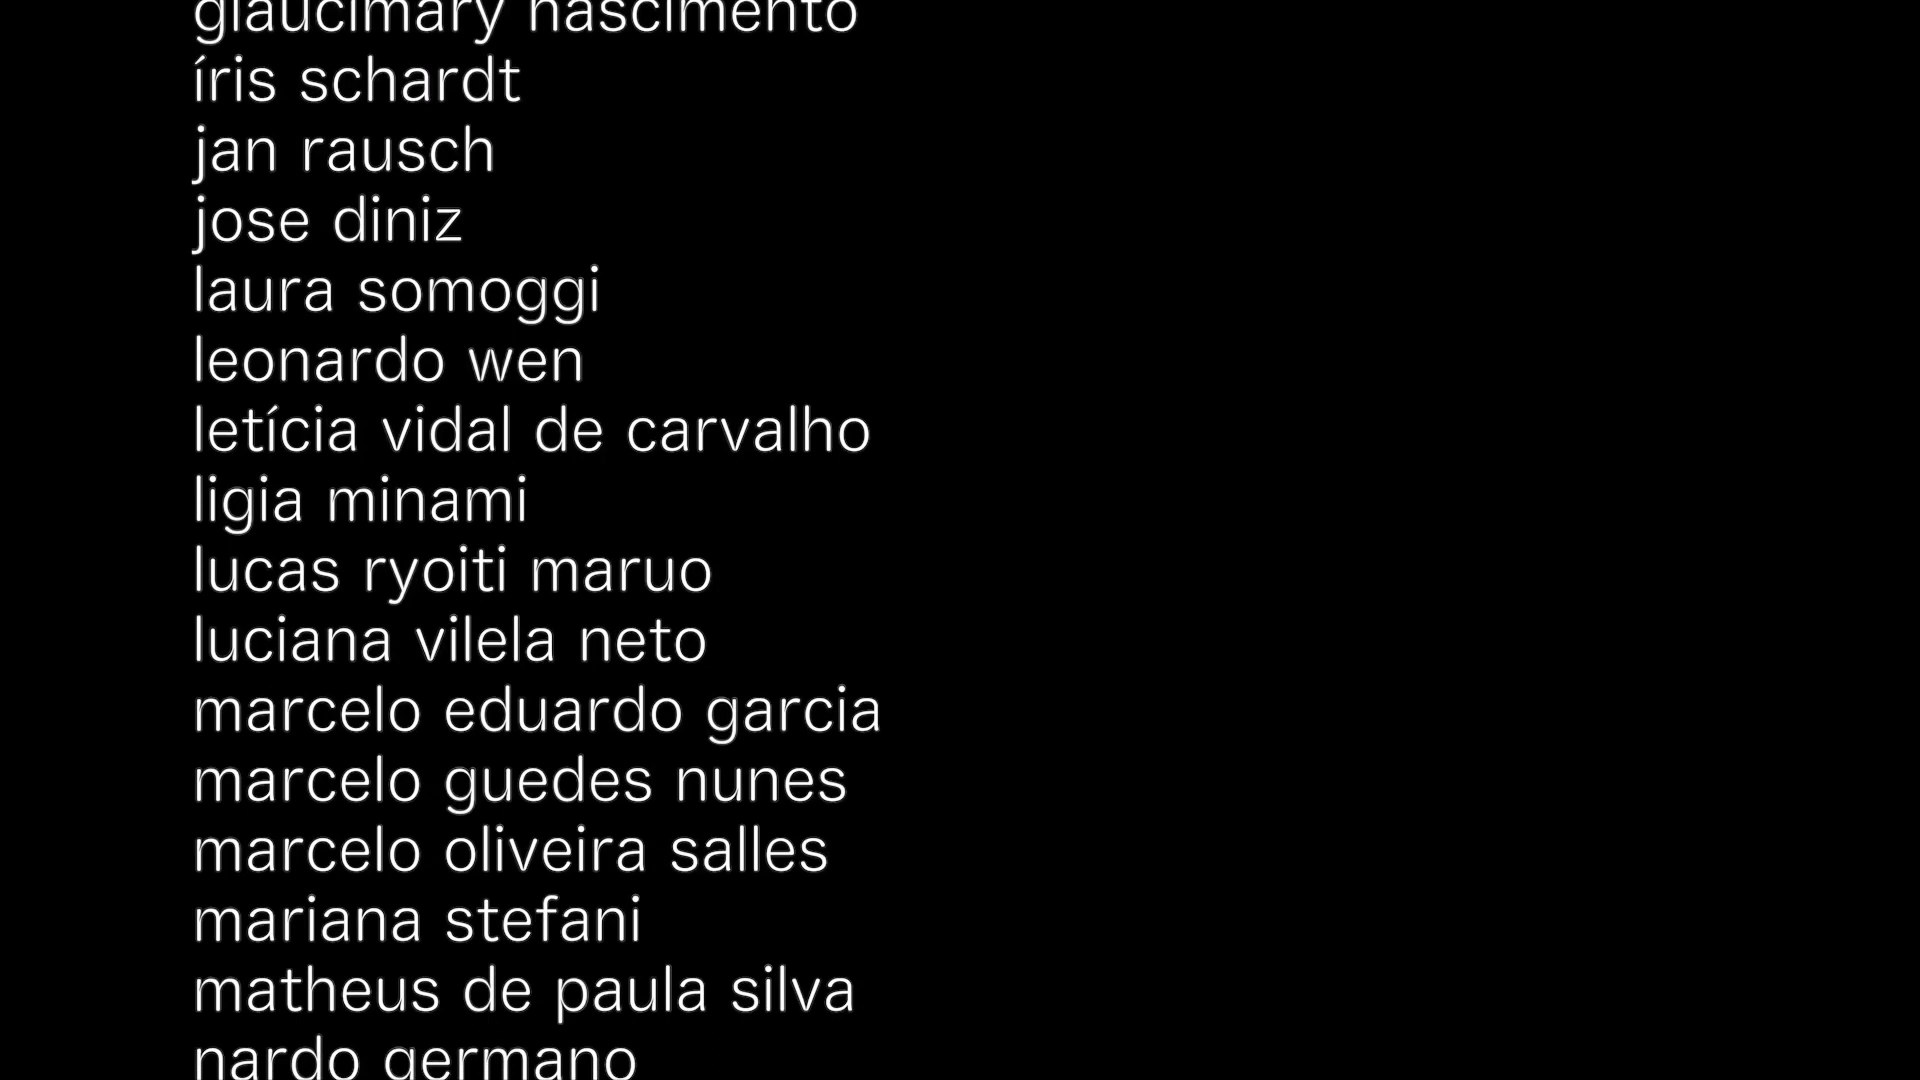 glaucimary nascimento
íris schardt
jan rausch
jose diniz
laura somoggi
leonardo wen
letícia vidal de carvalho
ligia minami
lucas ryoiti maruo
luciana vilela neto
marcelo eduardo garcia
marcelo guedes nunes
marcelo oliveira salles
mariana stefani
matheus de paula silva
nardo germano